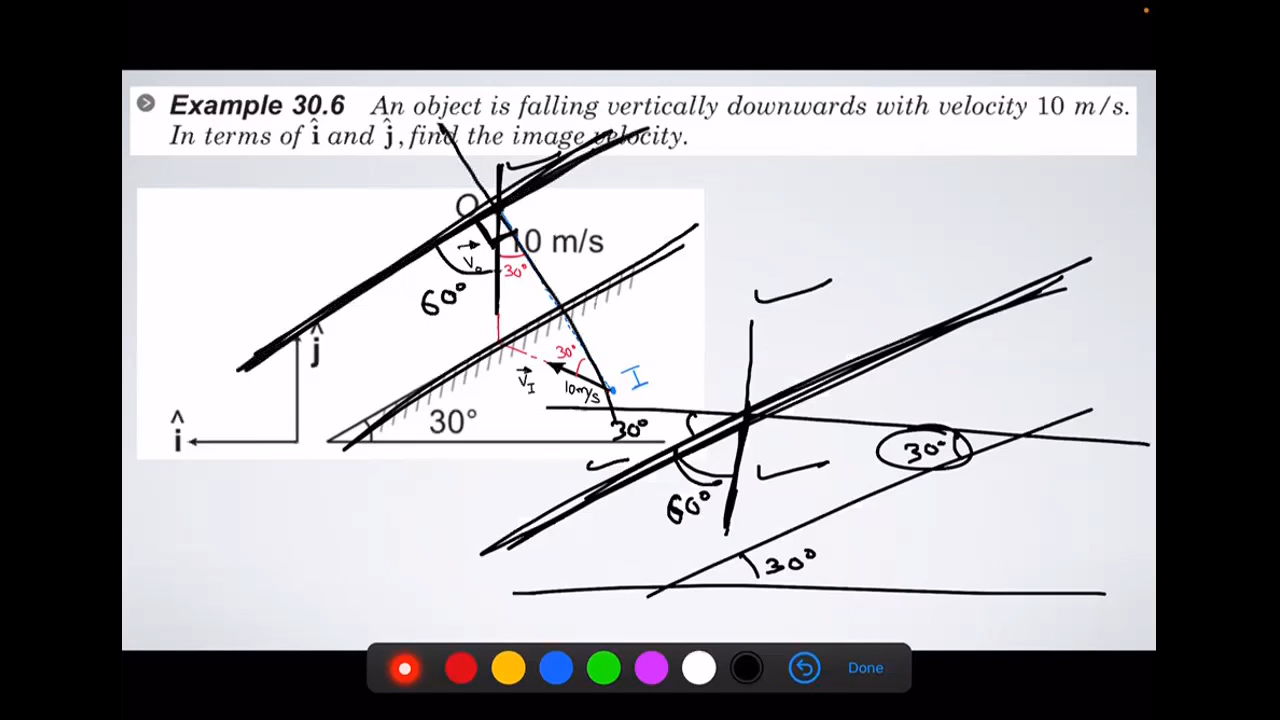 Example 30.6 An object is falling vertically downwards with velocity 10 m/s.
In terms of î and ĵ, find the image velocity.
O
10 m/s
V⃗o
30°
60°
ĵ
30°
V⃗I
10m/s
I
î
30°
30°
30°
60°
30°
Done